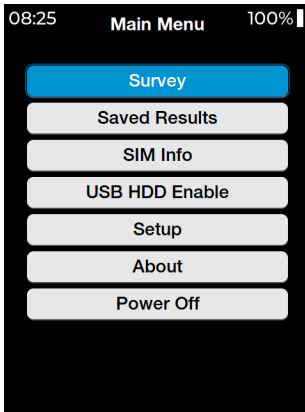 08:25 Main Menu 100%
Survey
Saved Results
SIM Info
USB HDD Enable
Setup
About
Power Off